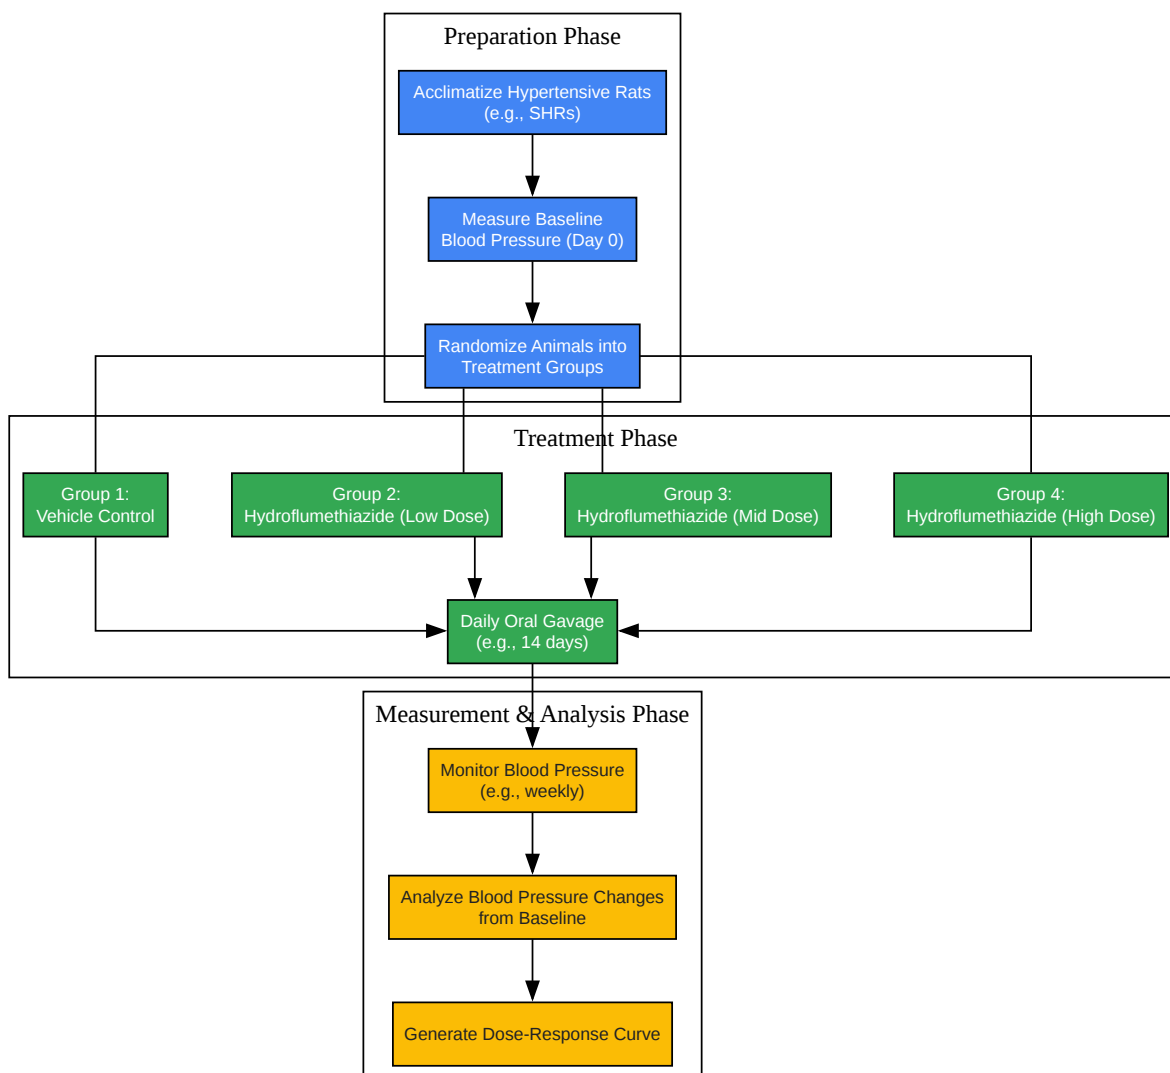 Preparation Phase
Acclimatize Hypertensive Rats
(e.g., SHRs)
Measure Baseline
Blood Pressure (Day 0)
Randomize Animals into
Treatment Groups
Treatment Phase
Group 1:
Vehicle Control
Group 2:
Hydroflumethiazide (Low Dose)
Group 3:
Hydroflumethiazide (Mid Dose)
Group 4:
Hydroflumethiazide (High Dose)
Daily Oral Gavage
(e.g., 14 days)
Measurement & Analysis Phase
Monitor Blood Pressure
(e.g., weekly)
Analyze Blood Pressure Changes
from Baseline
Generate Dose-Response Curve